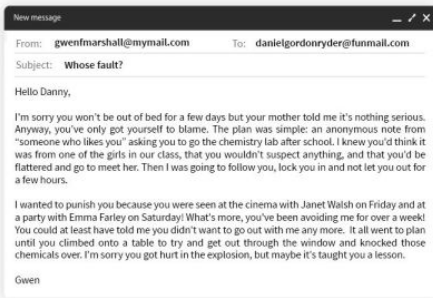 New message
From: gwenfmarshall@mymail.com To: danielgordonryder@funmail.com
Subject: Whose fault?
Hello Danny,
I'm sorry you won't be out of bed for a few days but your mother told me it's nothing serious.
Anyway, you've only got yourself to blame. The plan was simple: an anonymous note from
"someone who likes you" asking you to go the chemistry lab after school. I knew you'd think it
was from one of the girls in our class, that you wouldn't suspect anything, and that you'd be
flattered and go to meet her. Then I was going to follow you, lock you in and not let you out for
a few hours.
I wanted to punish you because you were seen at the cinema with Janet Walsh on Friday and at
a party with Emma Farley on Saturday! What's more, you've been avoiding me for over a week!
You could at least have told me you didn't want to go out with me any more. It all went to plan
until you climbed onto a table to try and get out through the window and knocked those
chemicals over. I'm sorry you got hurt in the explosion, but maybe it's taught you a lesson.
Gwen